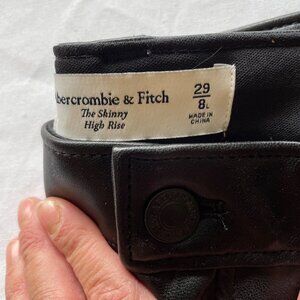 bercrombie & Fitch
The Skinny
High Rise
29
8L
MADE IN
CHINA